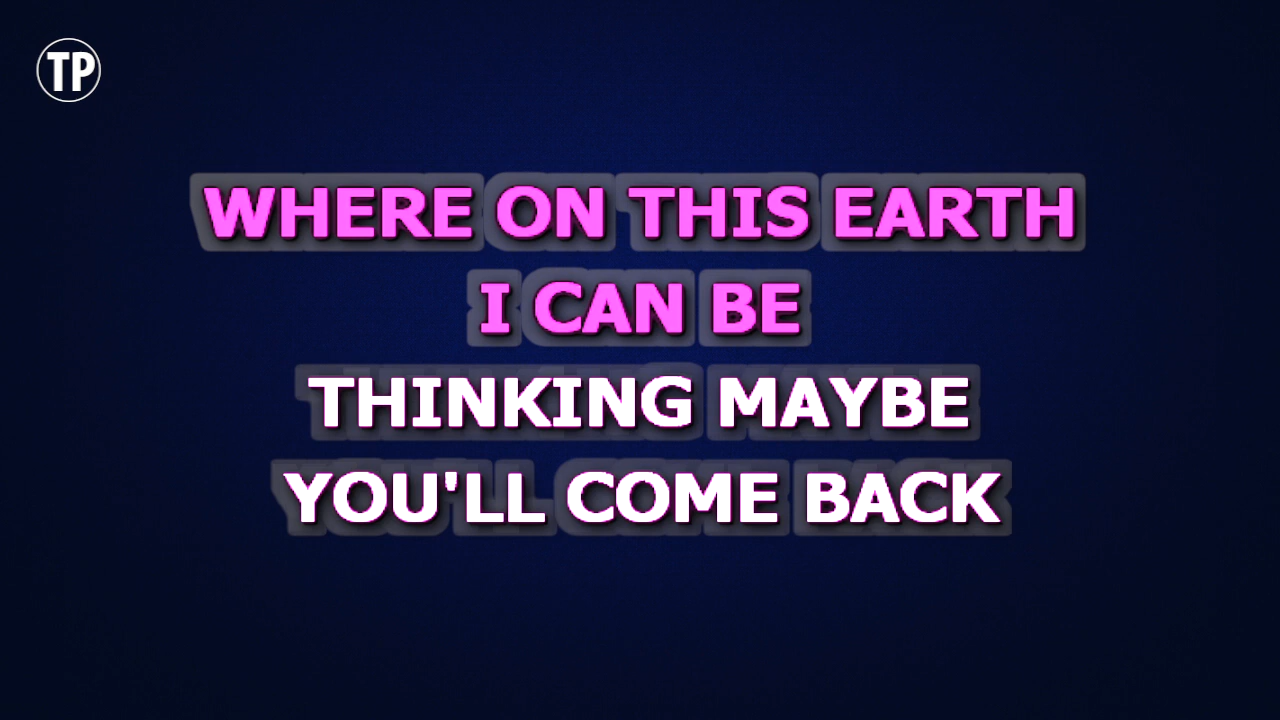 TP
WHERE ON THIS EARTH
I CAN BE
THINKING MAYBE
YOU'LL COME BACK